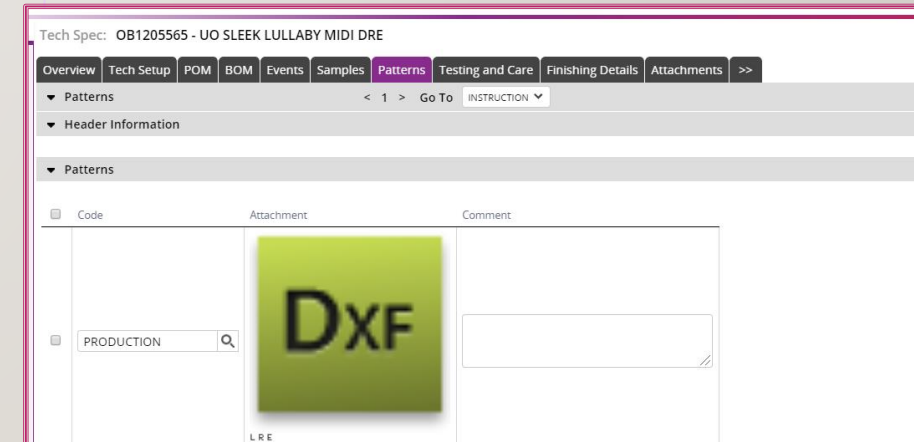 Tech Spec: OB1205565 - UO SLEEK LULLABY MIDI DRE
Overview Tech Setup POM BOM Events Samples Patterns Testing and Care Finishing Details Attachments >>
Patterns < 1 > Go To INSTRUCTION
Header Information
Patterns
Code Attachment Comment
PRODUCTION DXF
L R E